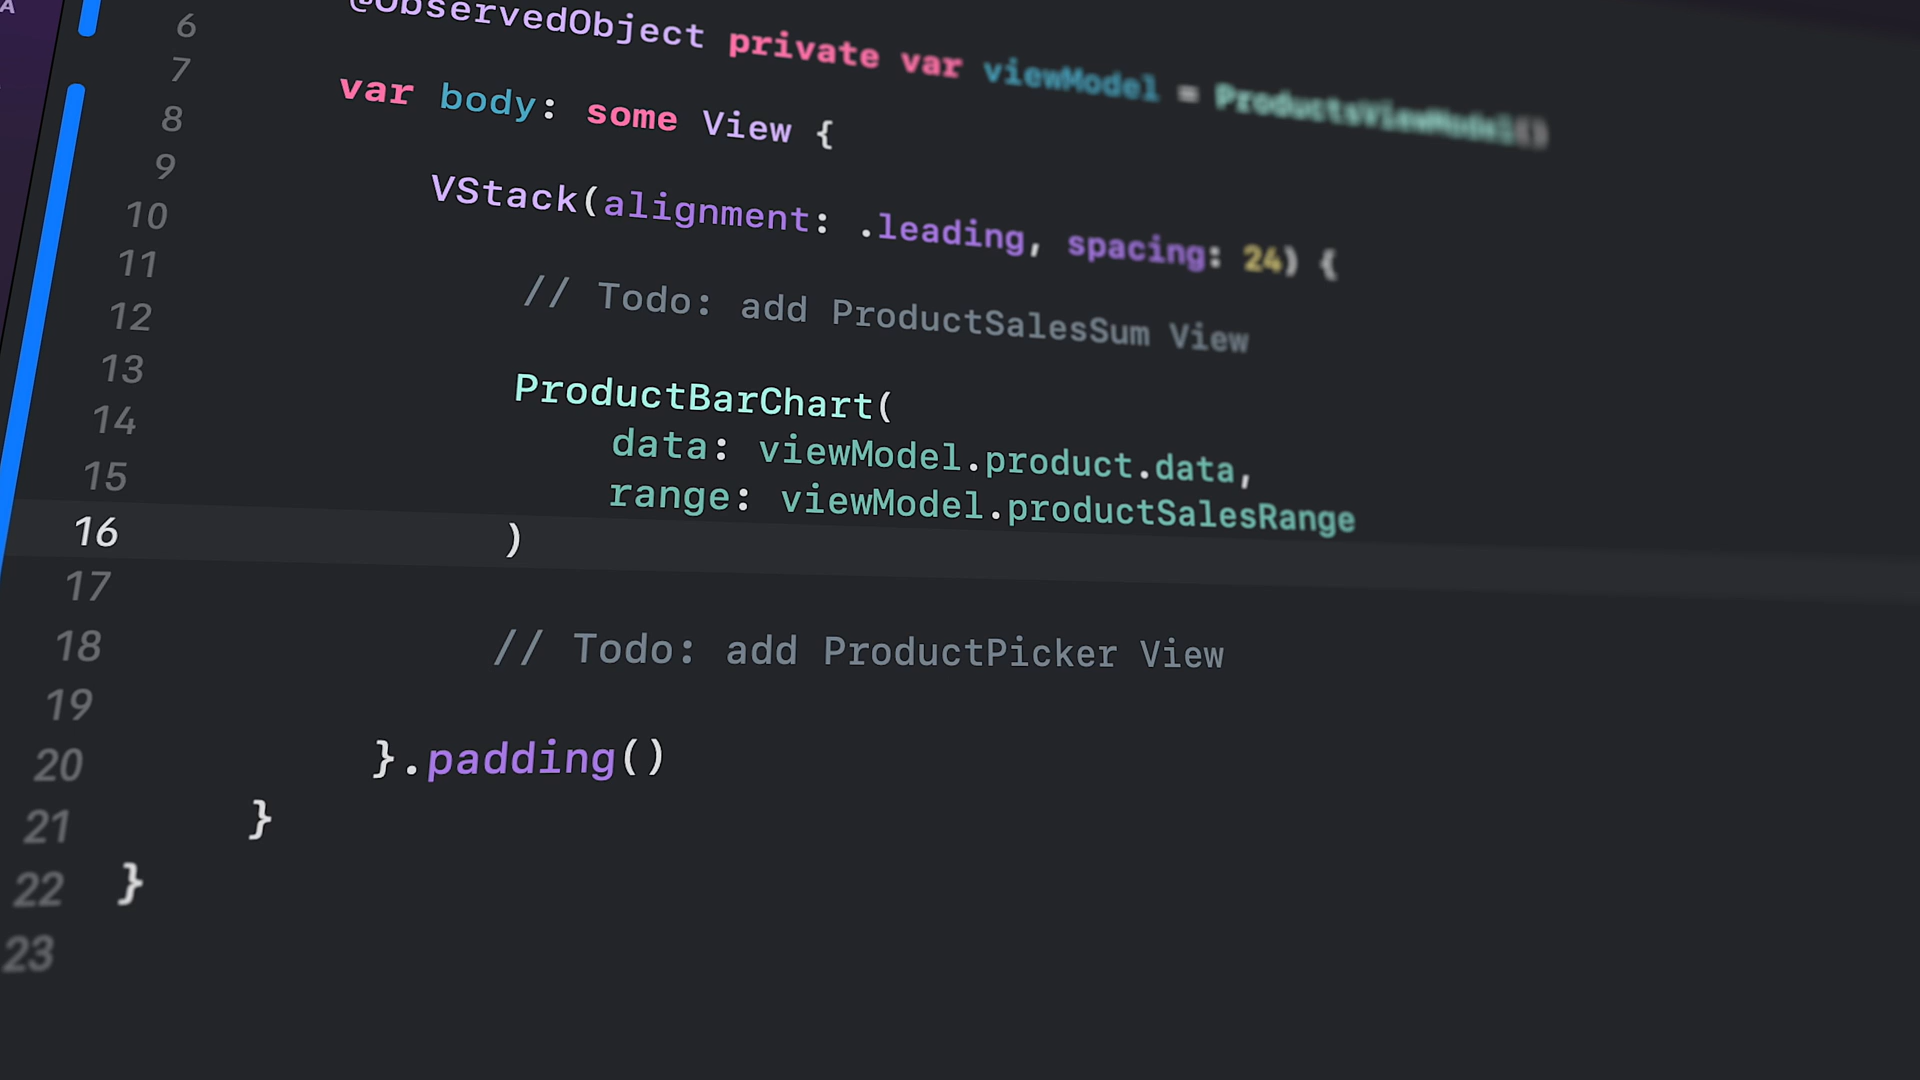 6 @ObservedObject private var viewModel = ProductsViewModel()
7
8 var body: some View {
9
10 VStack(alignment: .leading, spacing: 24) {
11
12 // Todo: add ProductSalesSum View
13
14 ProductBarChart(
15 data: viewModel.product.data,
16 range: viewModel.productSalesRange
)
17
18 // Todo: add ProductPicker View
19
20 }.padding()
21 }
22 }
23